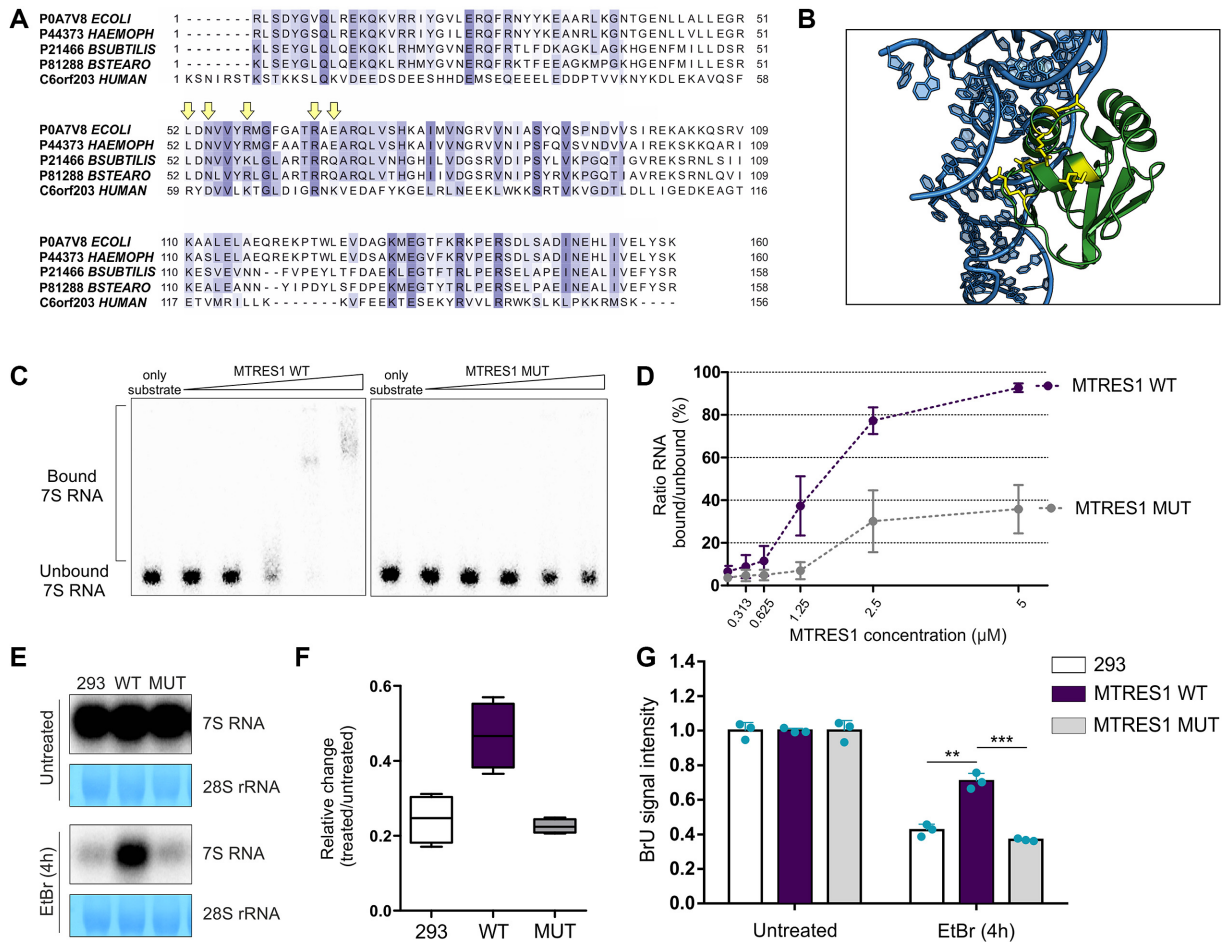 A
P0A7V8 ECOLI 1 - - - - - - - RLSDYGVQLREKQKVRRIYGVLERQFRNYYKEAARLKGNTGENLLALLEGR 51
P44373 HAEMOPH 1 - - - - - - - RLSDYGSQLREKQKVRRIYGILERQFRNYYKEANRLKGNTGENLLVLLEGR 51
P21466 BSUBTILIS 1 - - - - - - - KLSEYGLQLQEKQKLRHMYGVNERQFRTLFDKAGKLAGKHGENFMILLDSR 51
P81288 BSTEARO 1 - - - - - - - KLSEYGLQLQEKQKLRHMYGVNERQFRKTFEEAGKMPGKHGENFMILLESR 51
C6orf203 HUMAN 1 KSNIRSTKSTKKSLQKVDEEDSDEESHHDEMSEQEEELEDDPTVVKNYKDLEKAVQSF 58
P0A7V8 ECOLI 52 LDNVVYRMGFGATRAEARQLVSHKAIMVNGRVVNIASYQVSPNDVVSIREKAKKQSRV 109
P44373 HAEMOPH 52 LDNVVYRMGFAATRAEARQLVSHKAIVVNGRVVNIPSFQVSVNDVVAIREKSKKQARI 109
P21466 BSUBTILIS 52 LDNVVYKLGLARTRRQARQLVNHGHILVDGSRVDIPSYLVKPGQTIGVREKSRNLSII 109
P81288 BSTEARO 52 LDNLVYRLGLARTRRQARQLVTHGHILVDGSRVNIPSYRVKPGQTIAVREKSRNLQVI 109
C6orf203 HUMAN 59 RYDVVLKTGLDIGRNKVEDAFYKGELRLNEEKLWKKSRTVKVGDTLDLLIGEDKEAGT 116
P0A7V8 ECOLI 110 KASLELAEQREKPTWLEVDAGKMEGTFKRKPERSDLSADINEHLIVELYSK 160
P44373 HAEMOPH 110 KASLELAEQREKPTWLEVDSAKMEGVFKRVPERSDLSADINEHLIVELYSK 160
P21466 BSUBTILIS 110 KESVEVNN - - FVPEYLTFDAEKLEGTFTRLPERSELAPEINEALIVEFYSR 158
P81288 BSTEARO 110 KEALEANN - - YIPDYLSFDPEKMEGTYTRLPERSELPAEINEALIVEFYSR 158
C6orf203 HUMAN 117 ETVMRILLK - - - - - - - KVFEEKTESEKYRVVLRRWKSLKLPKKRMSK - - - - 156
B
C
only
substrate
MTRES1 WT
only
substrate
MTRES1 MUT
Bound
7S RNA
Unbound
7S RNA
D
Ratio RNA
bound/unbound (%)
100
80
60
40
20
0
0.313
0.625
1.25
2.5
5
MTRES1 concentration (µM)
MTRES1 WT
MTRES1 MUT
E
293 WT MUT
Untreated
7S RNA
28S rRNA
EtBr (4h)
7S RNA
28S rRNA
F
Relative change
(treated/untreated)
0.6
0.4
0.2
0.0
293 WT MUT
G
BrU signal intensity
1.4
1.2
1.0
0.8
0.6
0.4
0.2
0.0
** ***
Untreated EtBr (4h)
293
MTRES1 WT
MTRES1 MUT